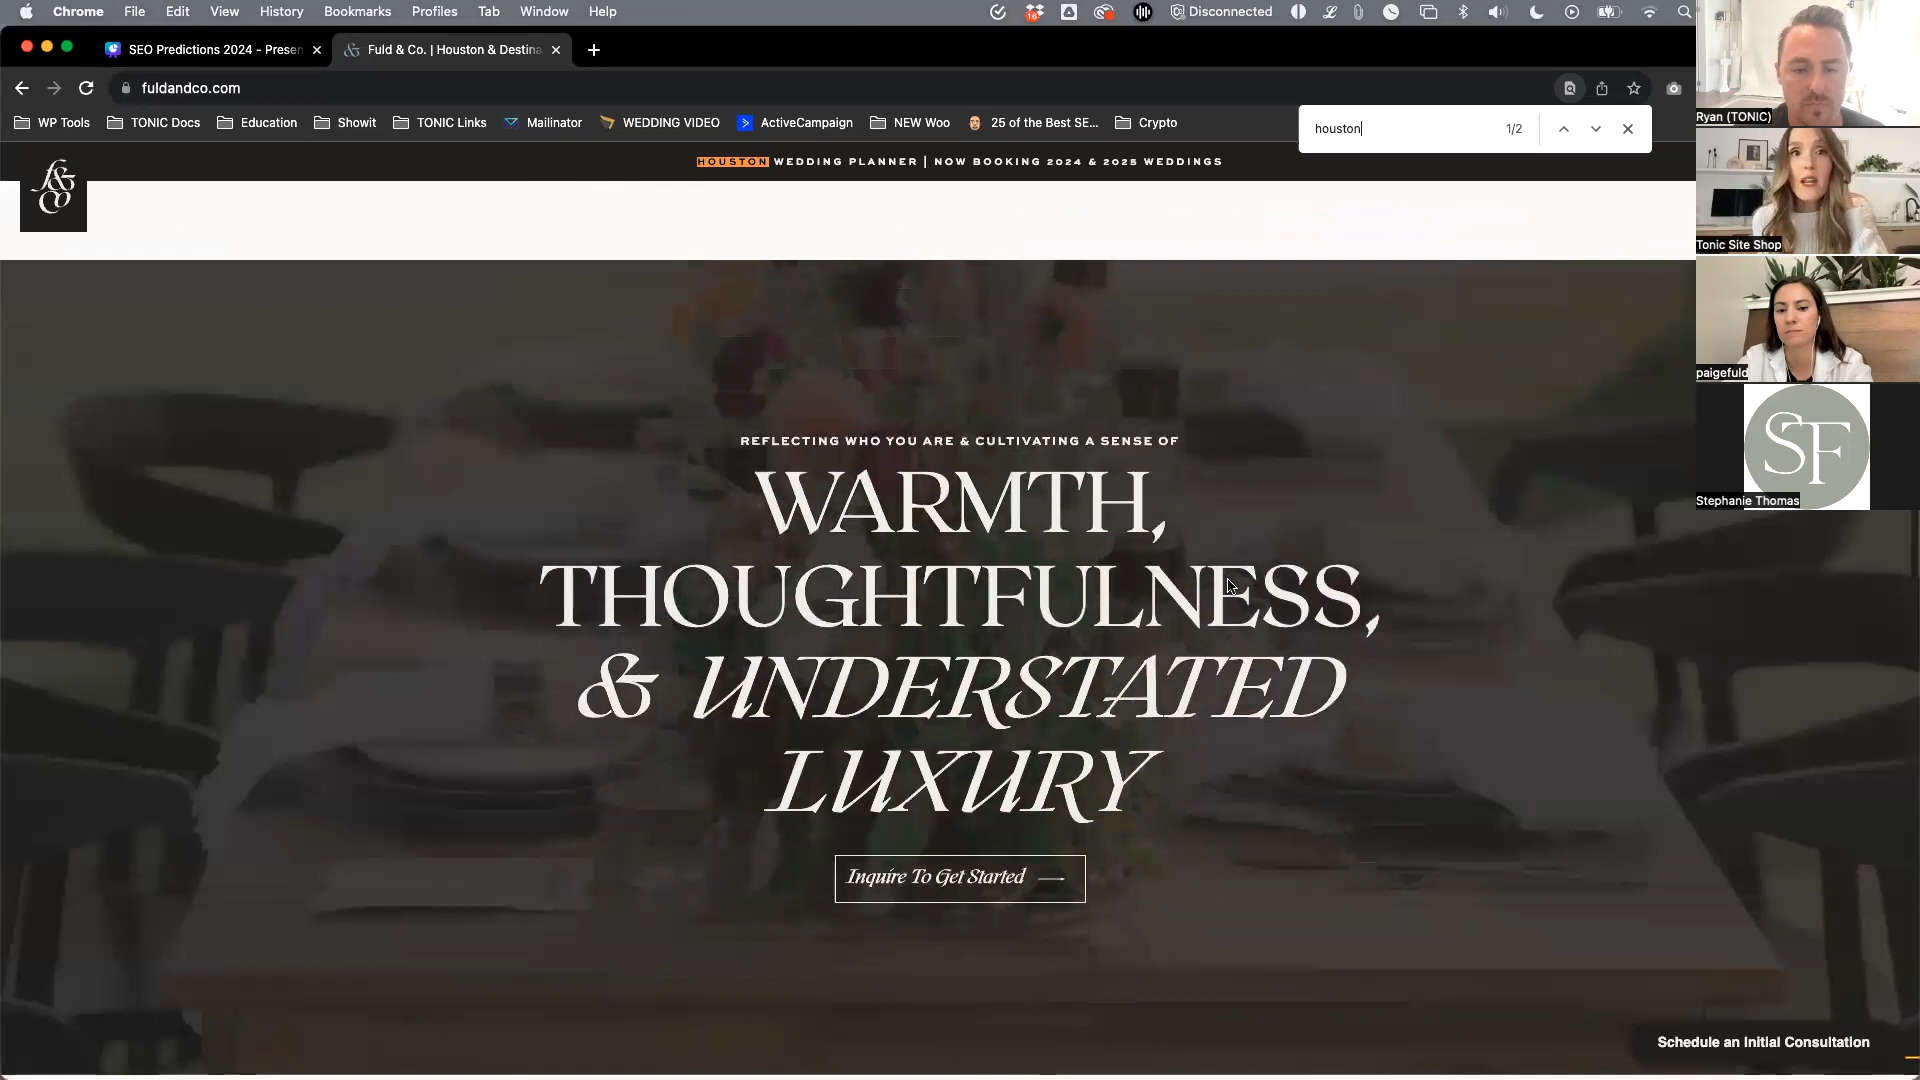 Chrome File Edit View History Bookmarks Profiles Tab Window Help
16
Disconnected
SEO Predictions 2024 - Presen
Fuld & Co. | Houston & Destina
fuldandco.com
WP Tools TONIC Docs Education Showit TONIC Links Mailinator WEDDING VIDEO ActiveCampaign NEW Woo 25 of the Best SE... Crypto
houston 1/2
HOUSTON WEDDING PLANNER | NOW BOOKING 2024 & 2025 WEDDINGS
f&
Co
REFLECTING WHO YOU ARE & CULTIVATING A SENSE OF
WARMTH,
THOUGHTFULNESS,
& UNDERSTATED
LUXURY
Inquire To Get Started
Schedule an Initial Consultation
Ryan (TONIC)
Tonic Site Shop
paigefuld
SF
Stephanie Thomas